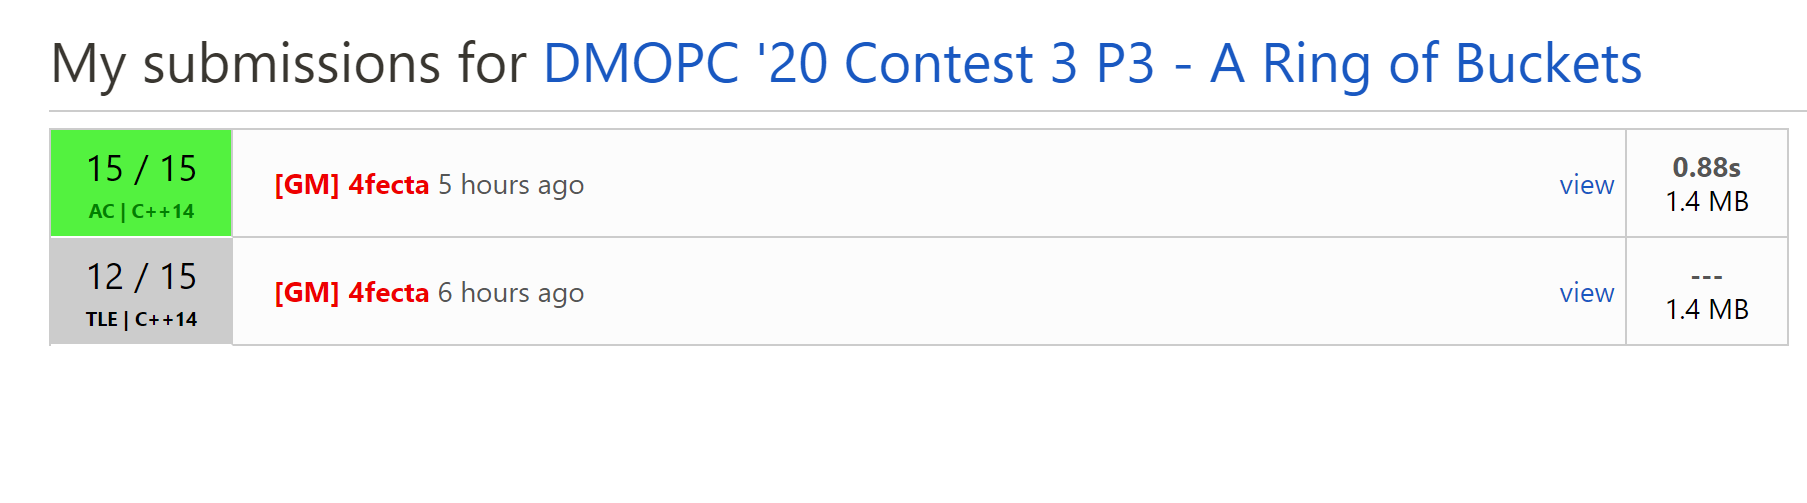 My submissions for DMOPC '20 Contest 3 P3 - A Ring of Buckets
15 / 15
AC | C++14
[GM] 4fecta 5 hours ago
view
0.88s
1.4 MB
12 / 15
TLE | C++14
[GM] 4fecta 6 hours ago
view
---
1.4 MB